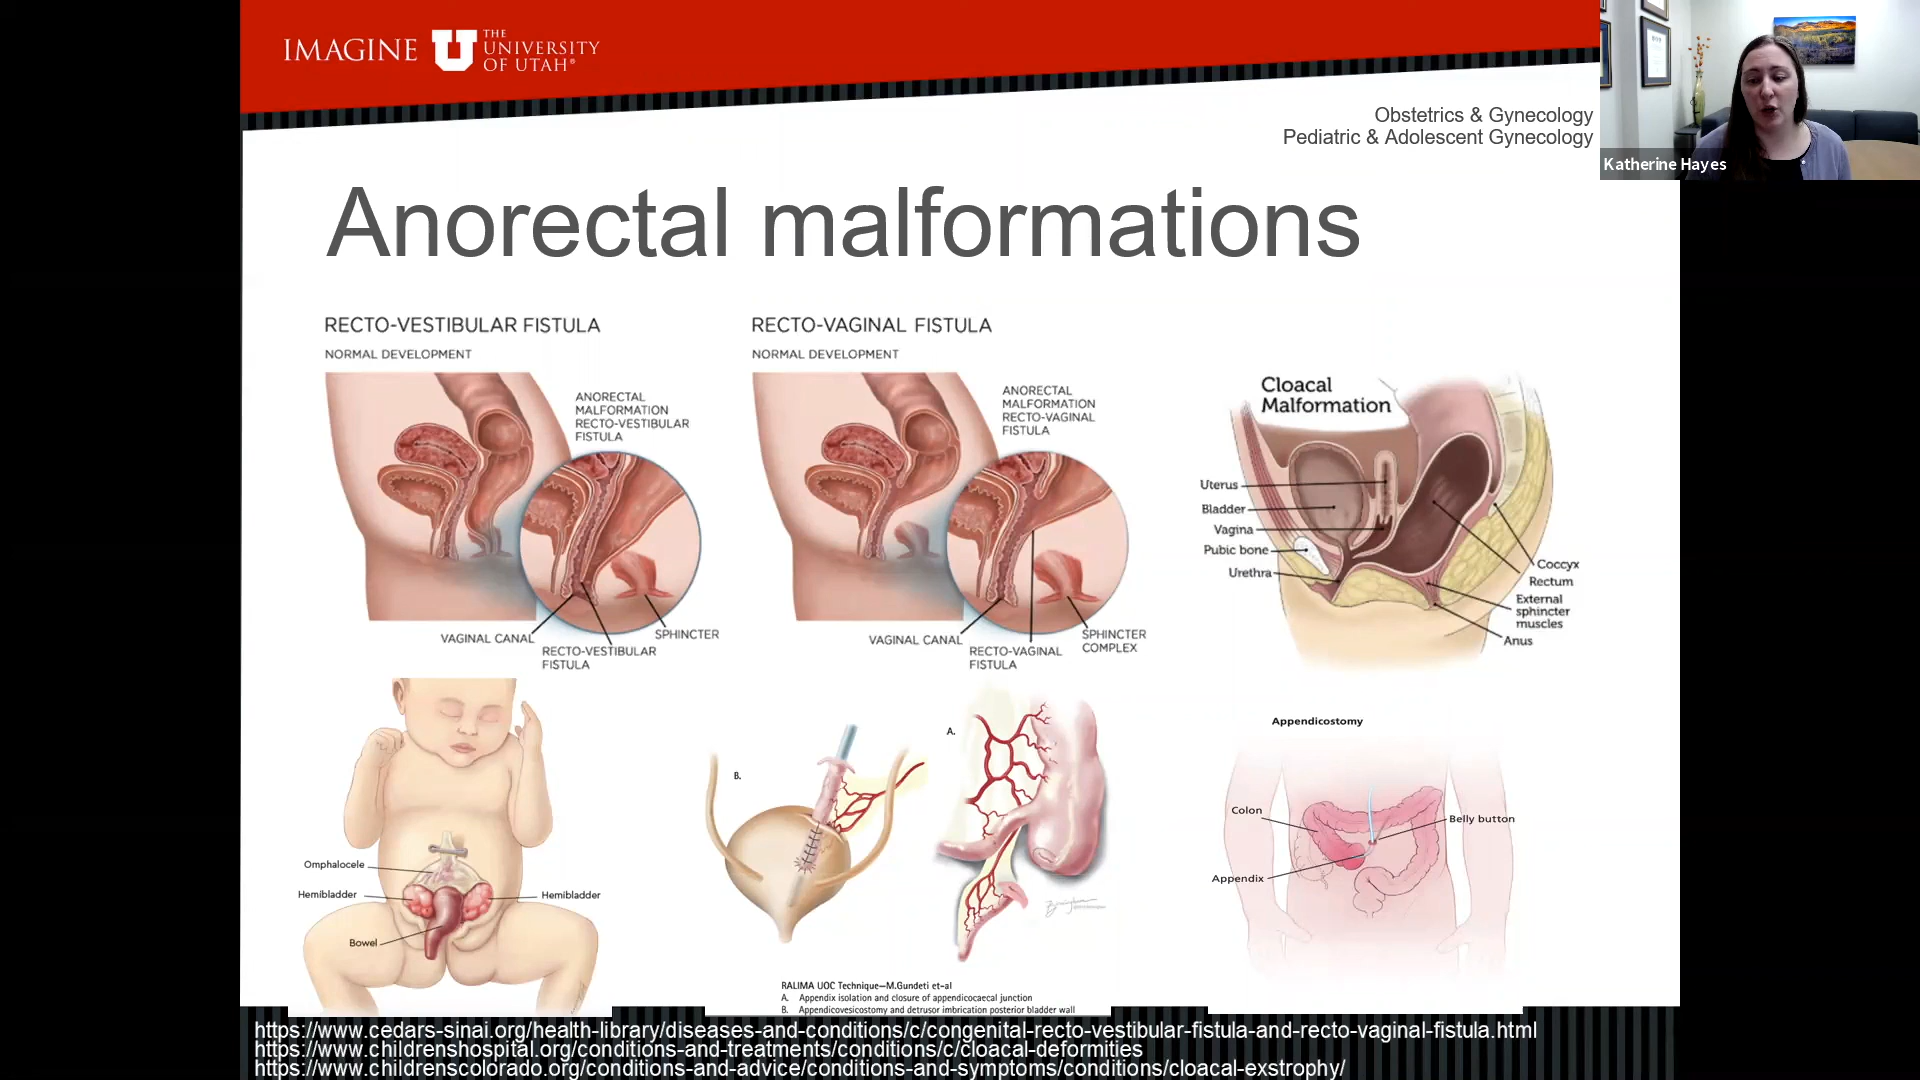 IMAGINE
THE
UNIVERSITY
OF UTAH®
Obstetrics & Gynecology
Pediatric & Adolescent Gynecology
Katherine Hayes
Anorectal malformations
RECTO-VESTIBULAR FISTULA
NORMAL DEVELOPMENT
ANORECTAL
MALFORMATION
RECTO-VESTIBULAR
FISTULA
VAGINAL CANAL
RECTO-VESTIBULAR
FISTULA
SPHINCTER
RECTO-VAGINAL FISTULA
NORMAL DEVELOPMENT
ANORECTAL
MALFORMATION
RECTO-VAGINAL
FISTULA
VAGINAL CANAL
RECTO-VAGINAL
FISTULA
SPHINCTER
COMPLEX
Cloacal
Malformation
Uterus
Bladder
Vagina
Pubic bone
Urethra
Coccyx
Rectum
External
sphincter
muscles
Anus
Omphalocele
Hemibladder
Hemibladder
Bowel
B.
A.
RALIMA UOC Technique—M.Gundeti et-al
A. Appendix isolation and closure of appendicocaecal junction
B. Appendicovesicostomy and detrusor imbrication posterior bladder wall
Appendicostomy
Colon
Belly button
Appendix
https://www.cedars-sinai.org/health-library/diseases-and-conditions/c/congenital-recto-vestibular-fistula-and-recto-vaginal-fistula.html
https://www.childrenshospital.org/conditions-and-treatments/conditions/c/cloacal-deformities
https://www.childrenscolorado.org/conditions-and-advice/conditions-and-symptoms/conditions/cloacal-exstrophy/